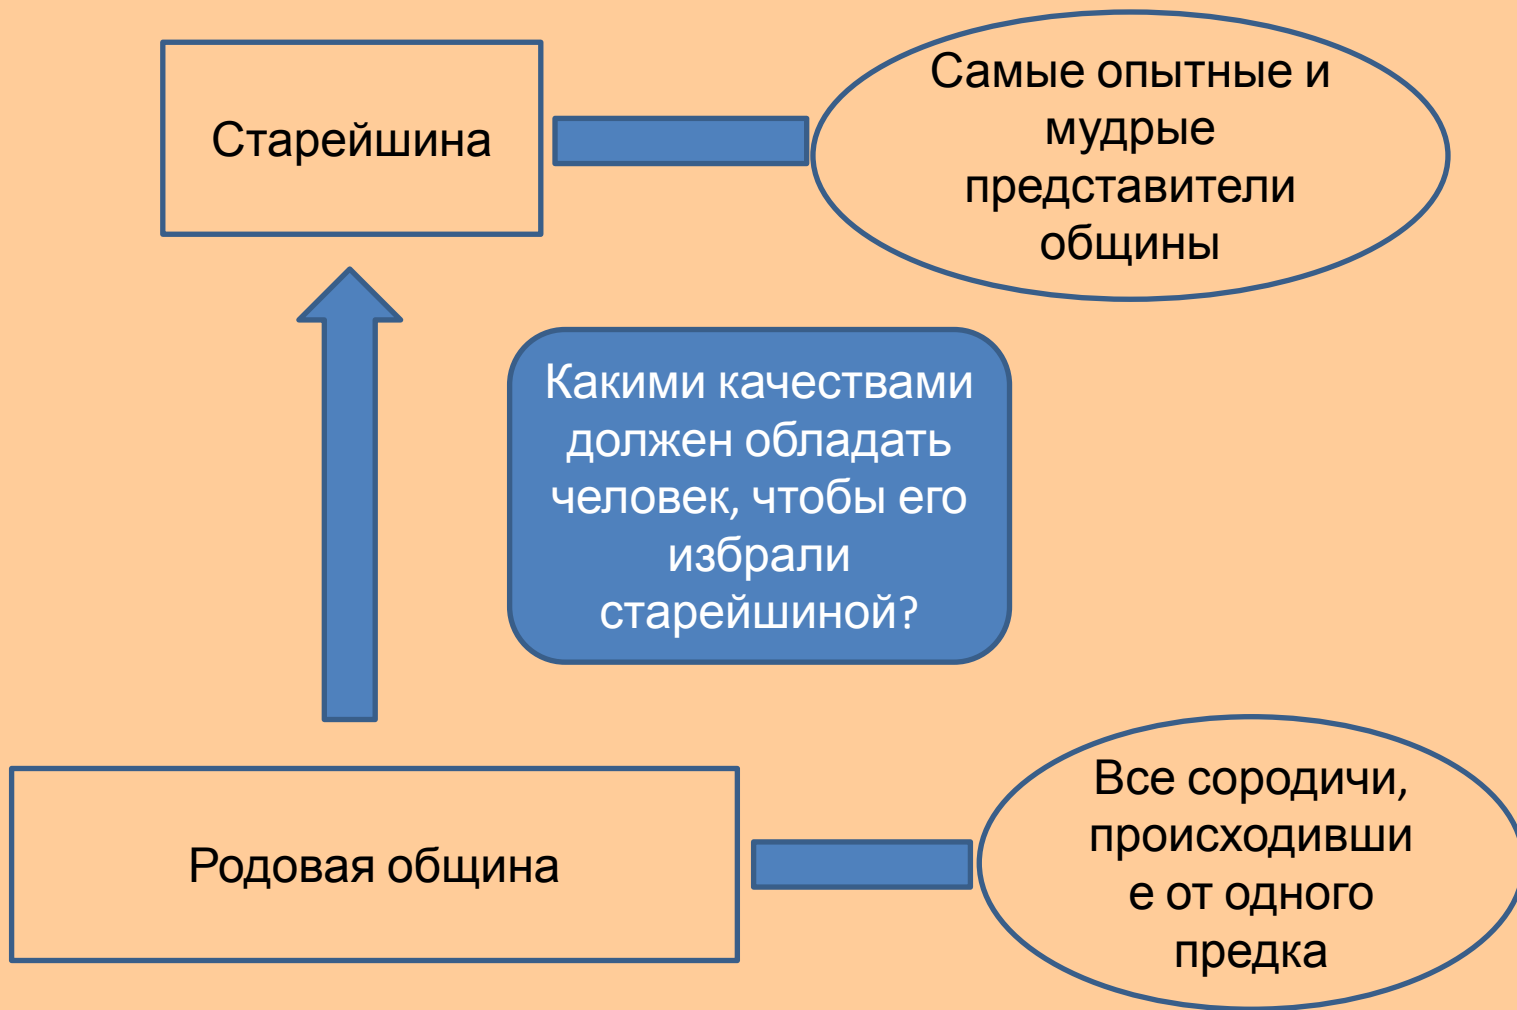 Старейшина
Самые опытные и
мудрые
представители
общины
Какими качествами
должен обладать
человек, чтобы его
избрали
старейшиной?
Родовая община
Все сородичи,
происходивши
е от одного
предка